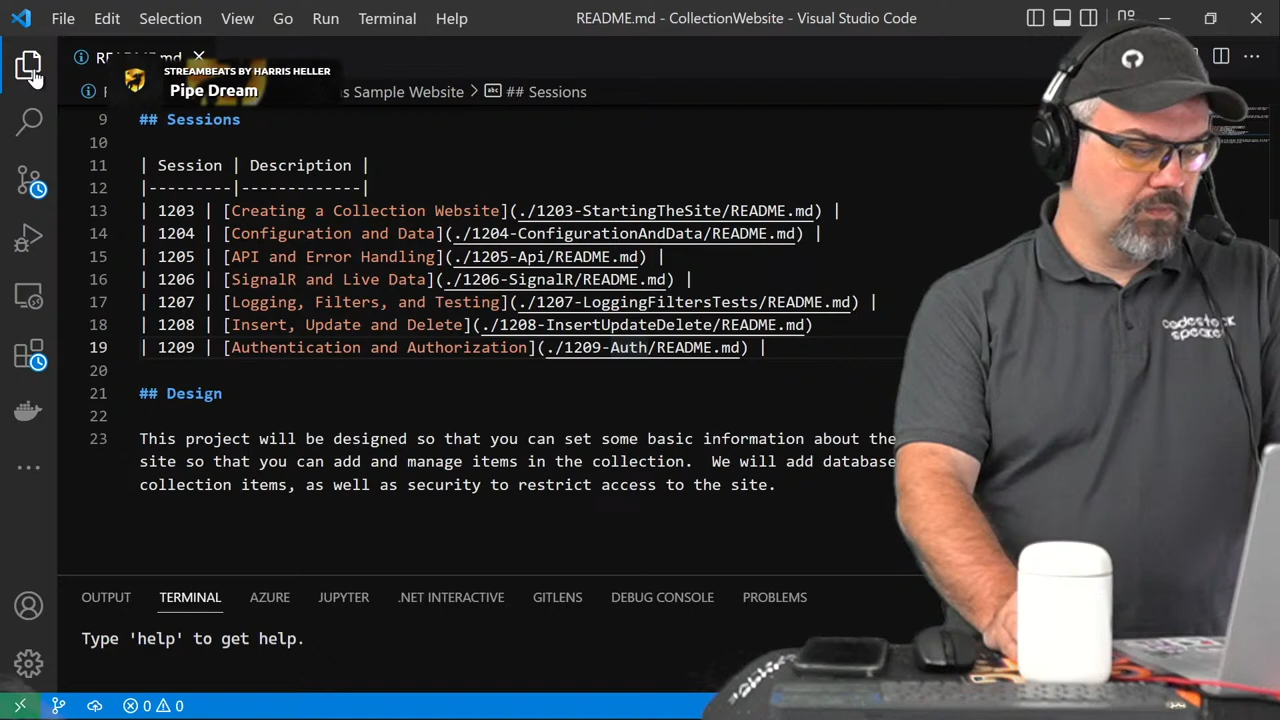 File Edit Selection View Go Run Terminal Help README.md - CollectionWebsite - Visual Studio Code
README.md
STREAMBEATS BY HARRIS HELLER
Pipe Dream
Sample Website > ## Sessions
9 ## Sessions
10
11 | Session | Description |
12 |---------|-------------|
13 | 1203 | [Creating a Collection Website](./1203-StartingTheSite/README.md) |
14 | 1204 | [Configuration and Data](./1204-ConfigurationAndData/README.md) |
15 | 1205 | [API and Error Handling](./1205-Api/README.md) |
16 | 1206 | [SignalR and Live Data](./1206-SignalR/README.md) |
17 | 1207 | [Logging, Filters, and Testing](./1207-LoggingFiltersTests/README.md) |
18 | 1208 | [Insert, Update and Delete](./1208-InsertUpdateDelete/README.md)
19 | 1209 | [Authentication and Authorization](./1209-Auth/README.md) |
20
21 ## Design
22
23 This project will be designed so that you can set some basic information about the
site so that you can add and manage items in the collection. We will add database
collection items, as well as security to restrict access to the site.
codestock
speaker
OUTPUT TERMINAL AZURE JUPYTER .NET INTERACTIVE GITLENS DEBUG CONSOLE PROBLEMS
Type 'help' to get help.
0 0